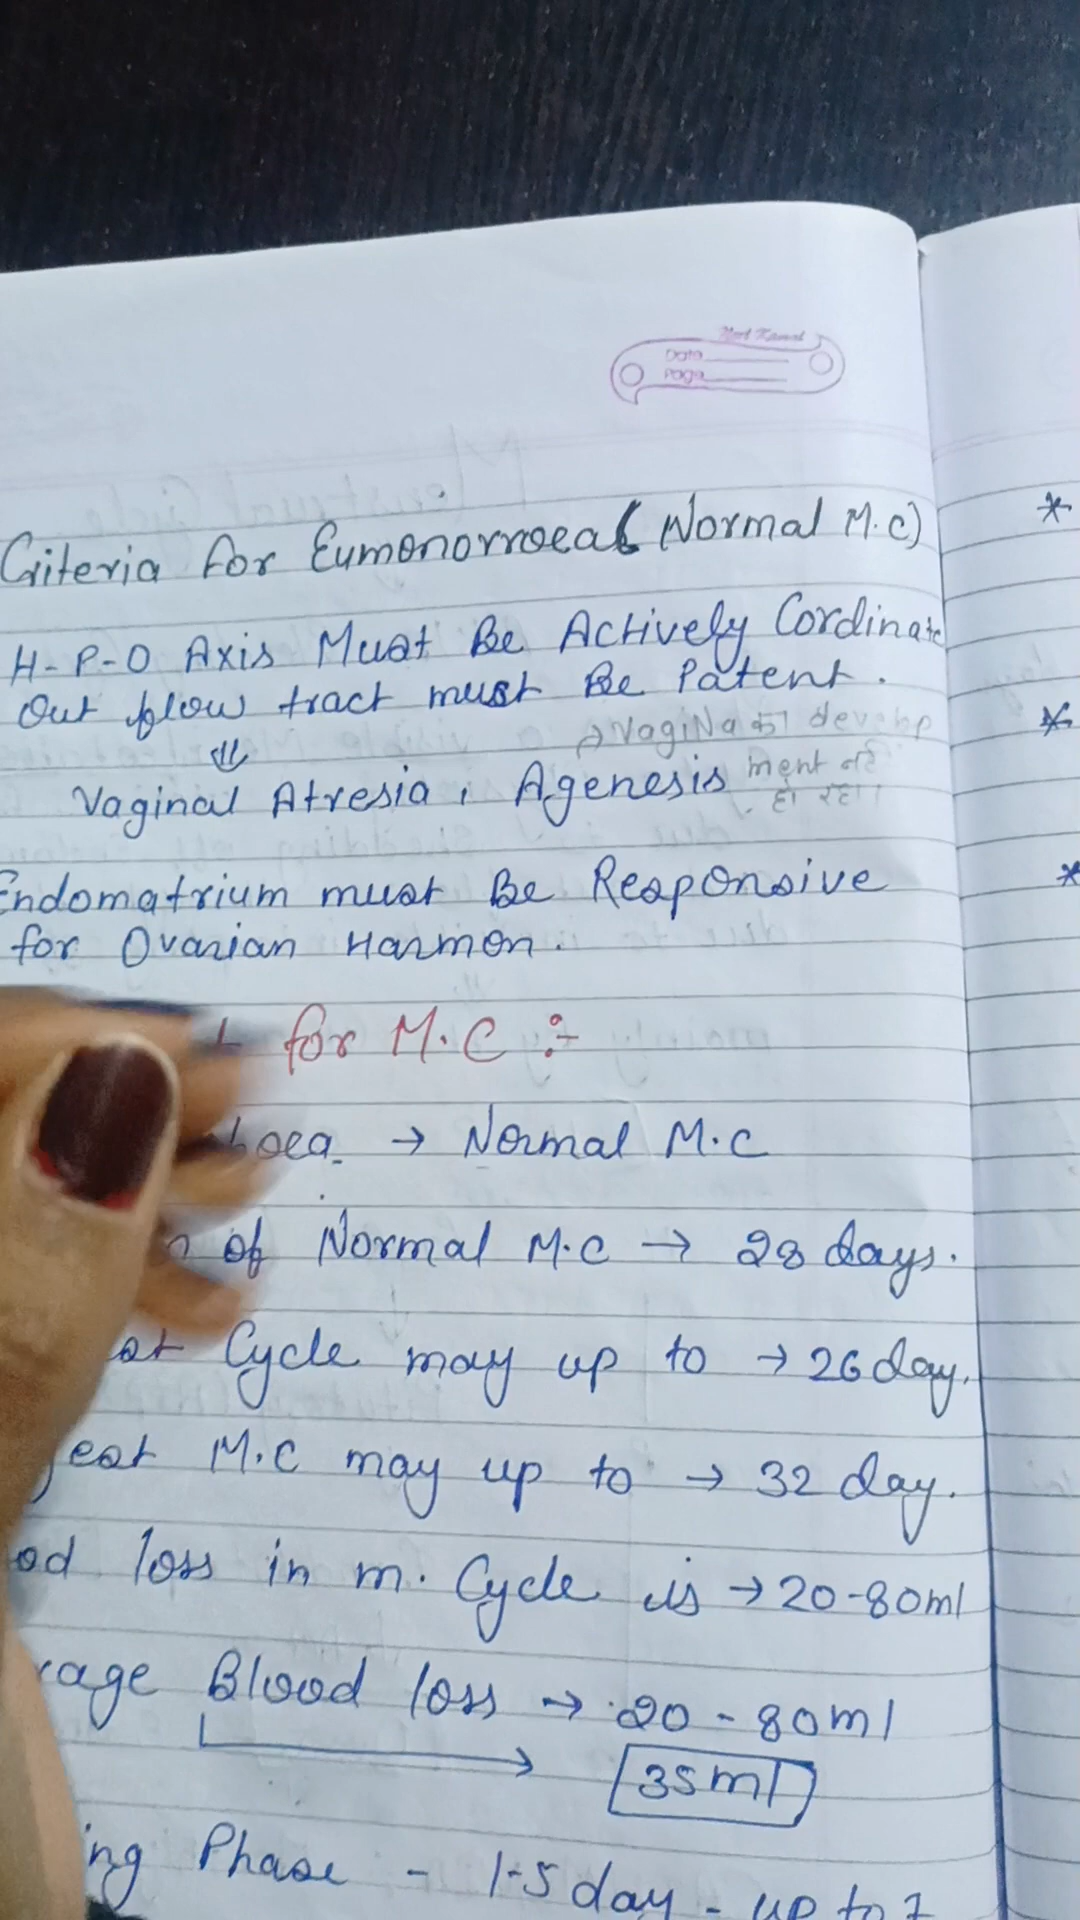 Date
Page
Criteria for Eumonorroea (Normal M.C)
H-P-O Axis Must Be Actively Cordinate
Out flow tract must Be Patent.
→ VagiNa का develop
Vaginal Atresia, Agenesis ment नहि
हो रहा।
Endomatrium must Be Responsive
for Ovarian Harmon.
for M.C :-
→ Normal M.C
of Normal M.C → 28 days.
Cycle may up to → 26 day.
M.C may up to → 32 day.
loss in m. Cycle is → 20-80ml
Blood loss → 20-80ml
35ml
Phase - 1-5 day - up to 7